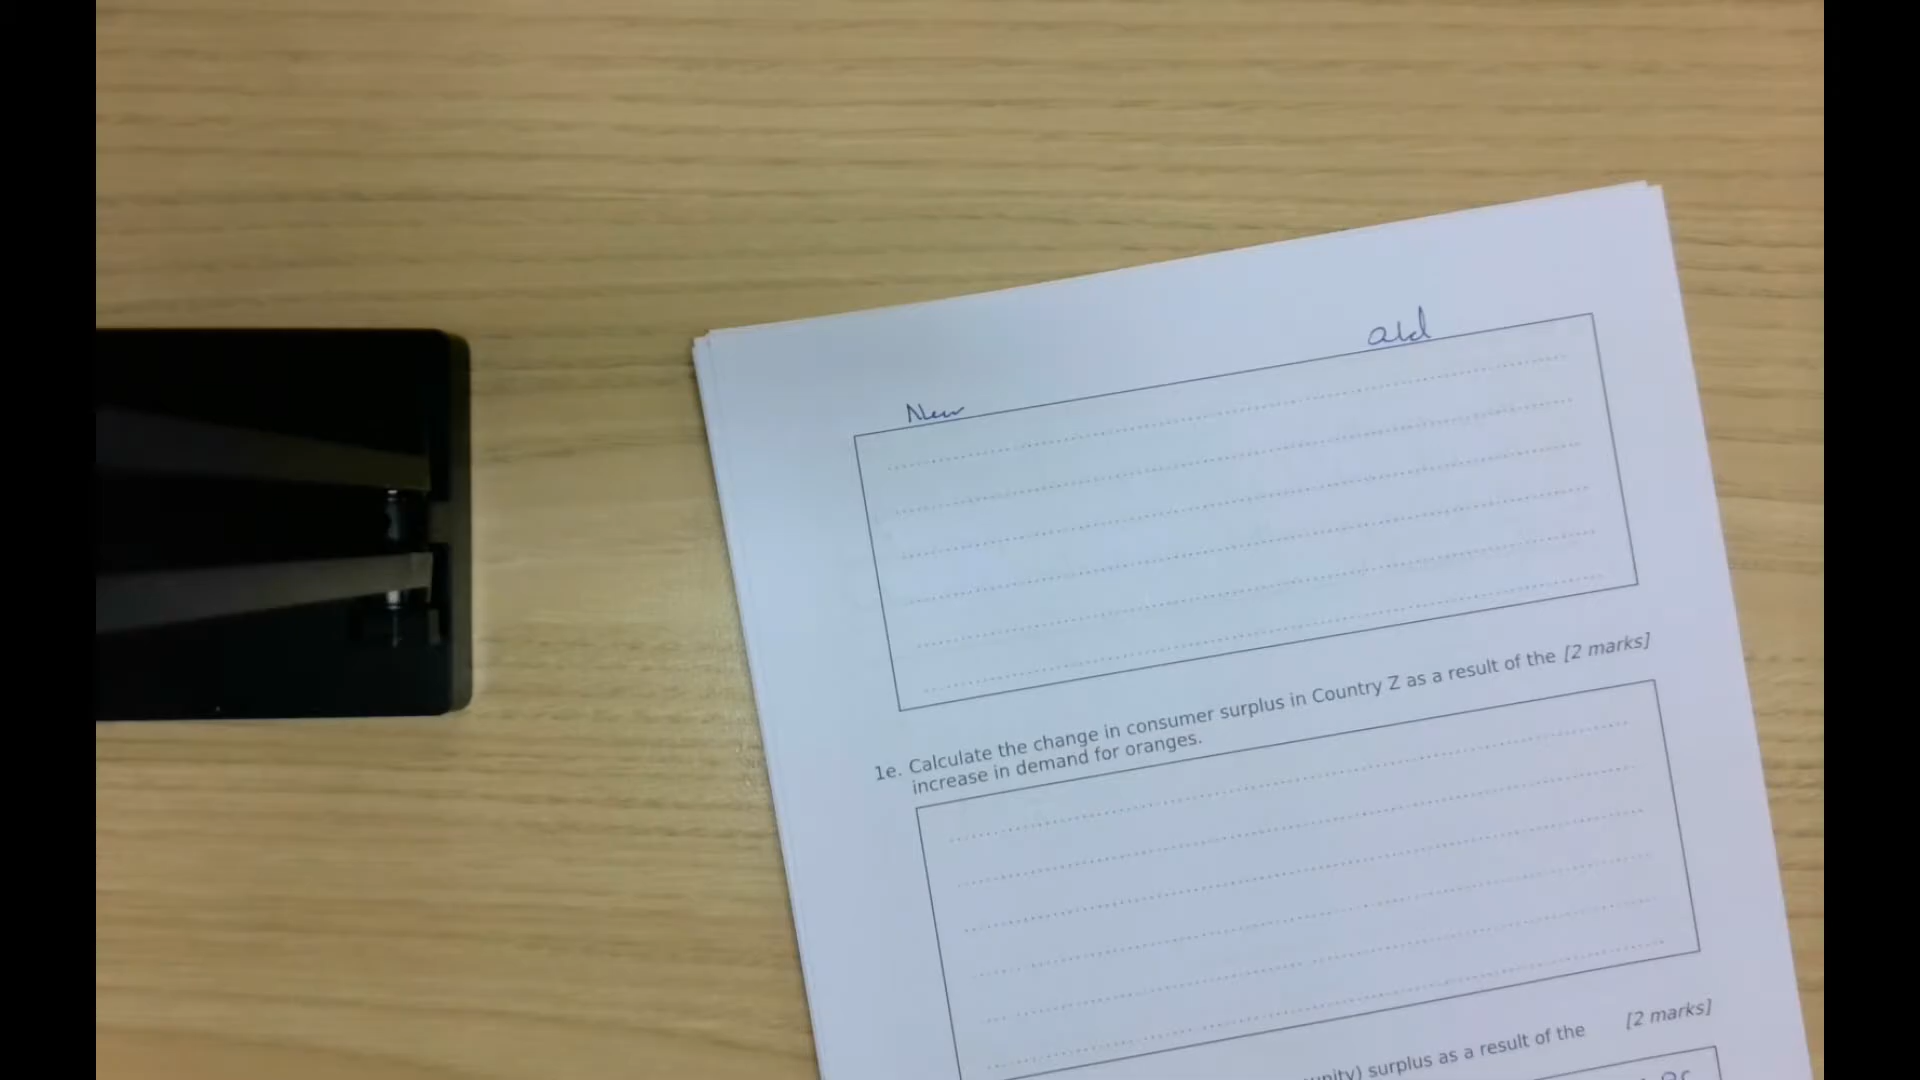 ald
New
1e. Calculate the change in consumer surplus in Country Z as a result of the [2 marks]
increase in demand for oranges.
surplus as a result of the [2 marks]